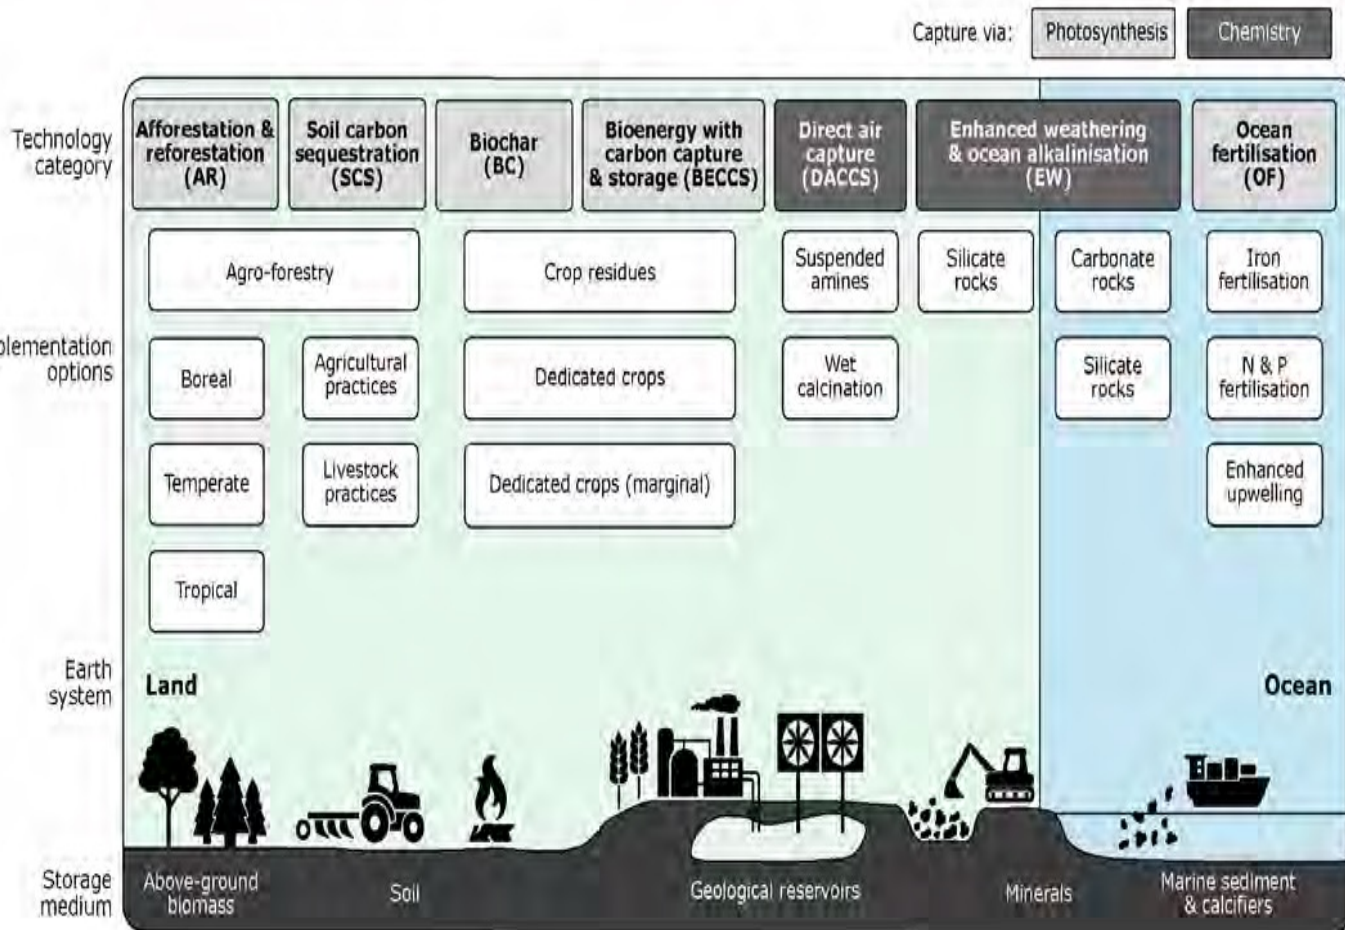 Capture via: Photosynthesis Chemistry
Technology
category
Afforestation &
reforestation
(AR)
Soil carbon
sequestration
(SCS)
Biochar
(BC)
Bioenergy with
carbon capture
& storage (BECCS)
Direct air
capture
(DACCS)
Enhanced weathering
& ocean alkalinisation
(EW)
Ocean
fertilisation
(OF)
plementation
options
Agro-forestry
Crop residues
Suspended
amines
Silicate
rocks
Carbonate
rocks
Iron
fertilisation
Boreal
Agricultural
practices
Dedicated crops
Wet
calcination
Silicate
rocks
N & P
fertilisation
Temperate
Livestock
practices
Dedicated crops (marginal)
Enhanced
upwelling
Tropical
Earth
system
Land
Ocean
Storage
medium
Above-ground
biomass
Soil
Geological reservoirs
Minerals
Marine sediment
& calcifiers